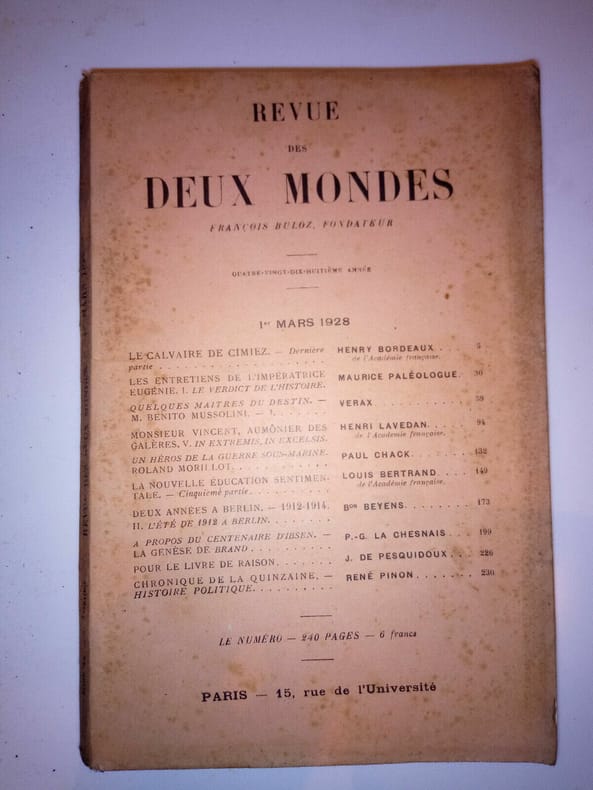 REVUE
DES
DEUX MONDES
FRANÇOIS BULOZ, FONDATEUR
QUATRE-VINGT-DIX-HUITIÈME ANNÉE
1er MARS 1928
LE CALVAIRE DE CIMIEZ. — Dernière
partie . . . . . . . . . . . . . . . . HENRY BORDEAUX . . . 5
de l'Académie française.
LES ENTRETIENS DE L'IMPÉRATRICE
EUGÉNIE. I. LE VERDICT DE L'HISTOIRE. MAURICE PALÉOLOGUE. 30
QUELQUES MAITRES DU DESTIN. —
M. BENITO MUSSOLINI. — I. . . . . . VERAX . . . . . . . . 59
MONSIEUR VINCENT, AUMÔNIER DES
GALÈRES. V. IN EXTREMIS, IN EXCELSIS. HENRI LAVEDAN. . . . 94
de l'Académie française.
UN HÉROS DE LA GUERRE SOUS-MARINE.
ROLAND MORILLOT. . . . . . . . . PAUL CHACK. . . . . . 132
LA NOUVELLE ÉDUCATION SENTIMEN-
TALE. — Cinquième partie . . . . . . . LOUIS BERTRAND. . . . 149
de l'Académie française.
DEUX ANNÉES A BERLIN. — 1912-1914.
II. L'ÉTÉ DE 1912 A BERLIN. . . . . . Bon BEYENS. . . . . . . 173
A PROPOS DU CENTENAIRE D'IBSEN. —
LA GENÈSE DE BRAND . . . . . . . . P.-G. LA CHESNAIS . . . 199
POUR LE LIVRE DE RAISON. . . . . . J. DE PESQUIDOUX. . . 226
CHRONIQUE DE LA QUINZAINE. —
HISTOIRE POLITIQUE. . . . . . . . . RENÉ PINON . . . . . . . 230
LE NUMÉRO — 240 PAGES — 6 francs
PARIS — 15, rue de l'Université